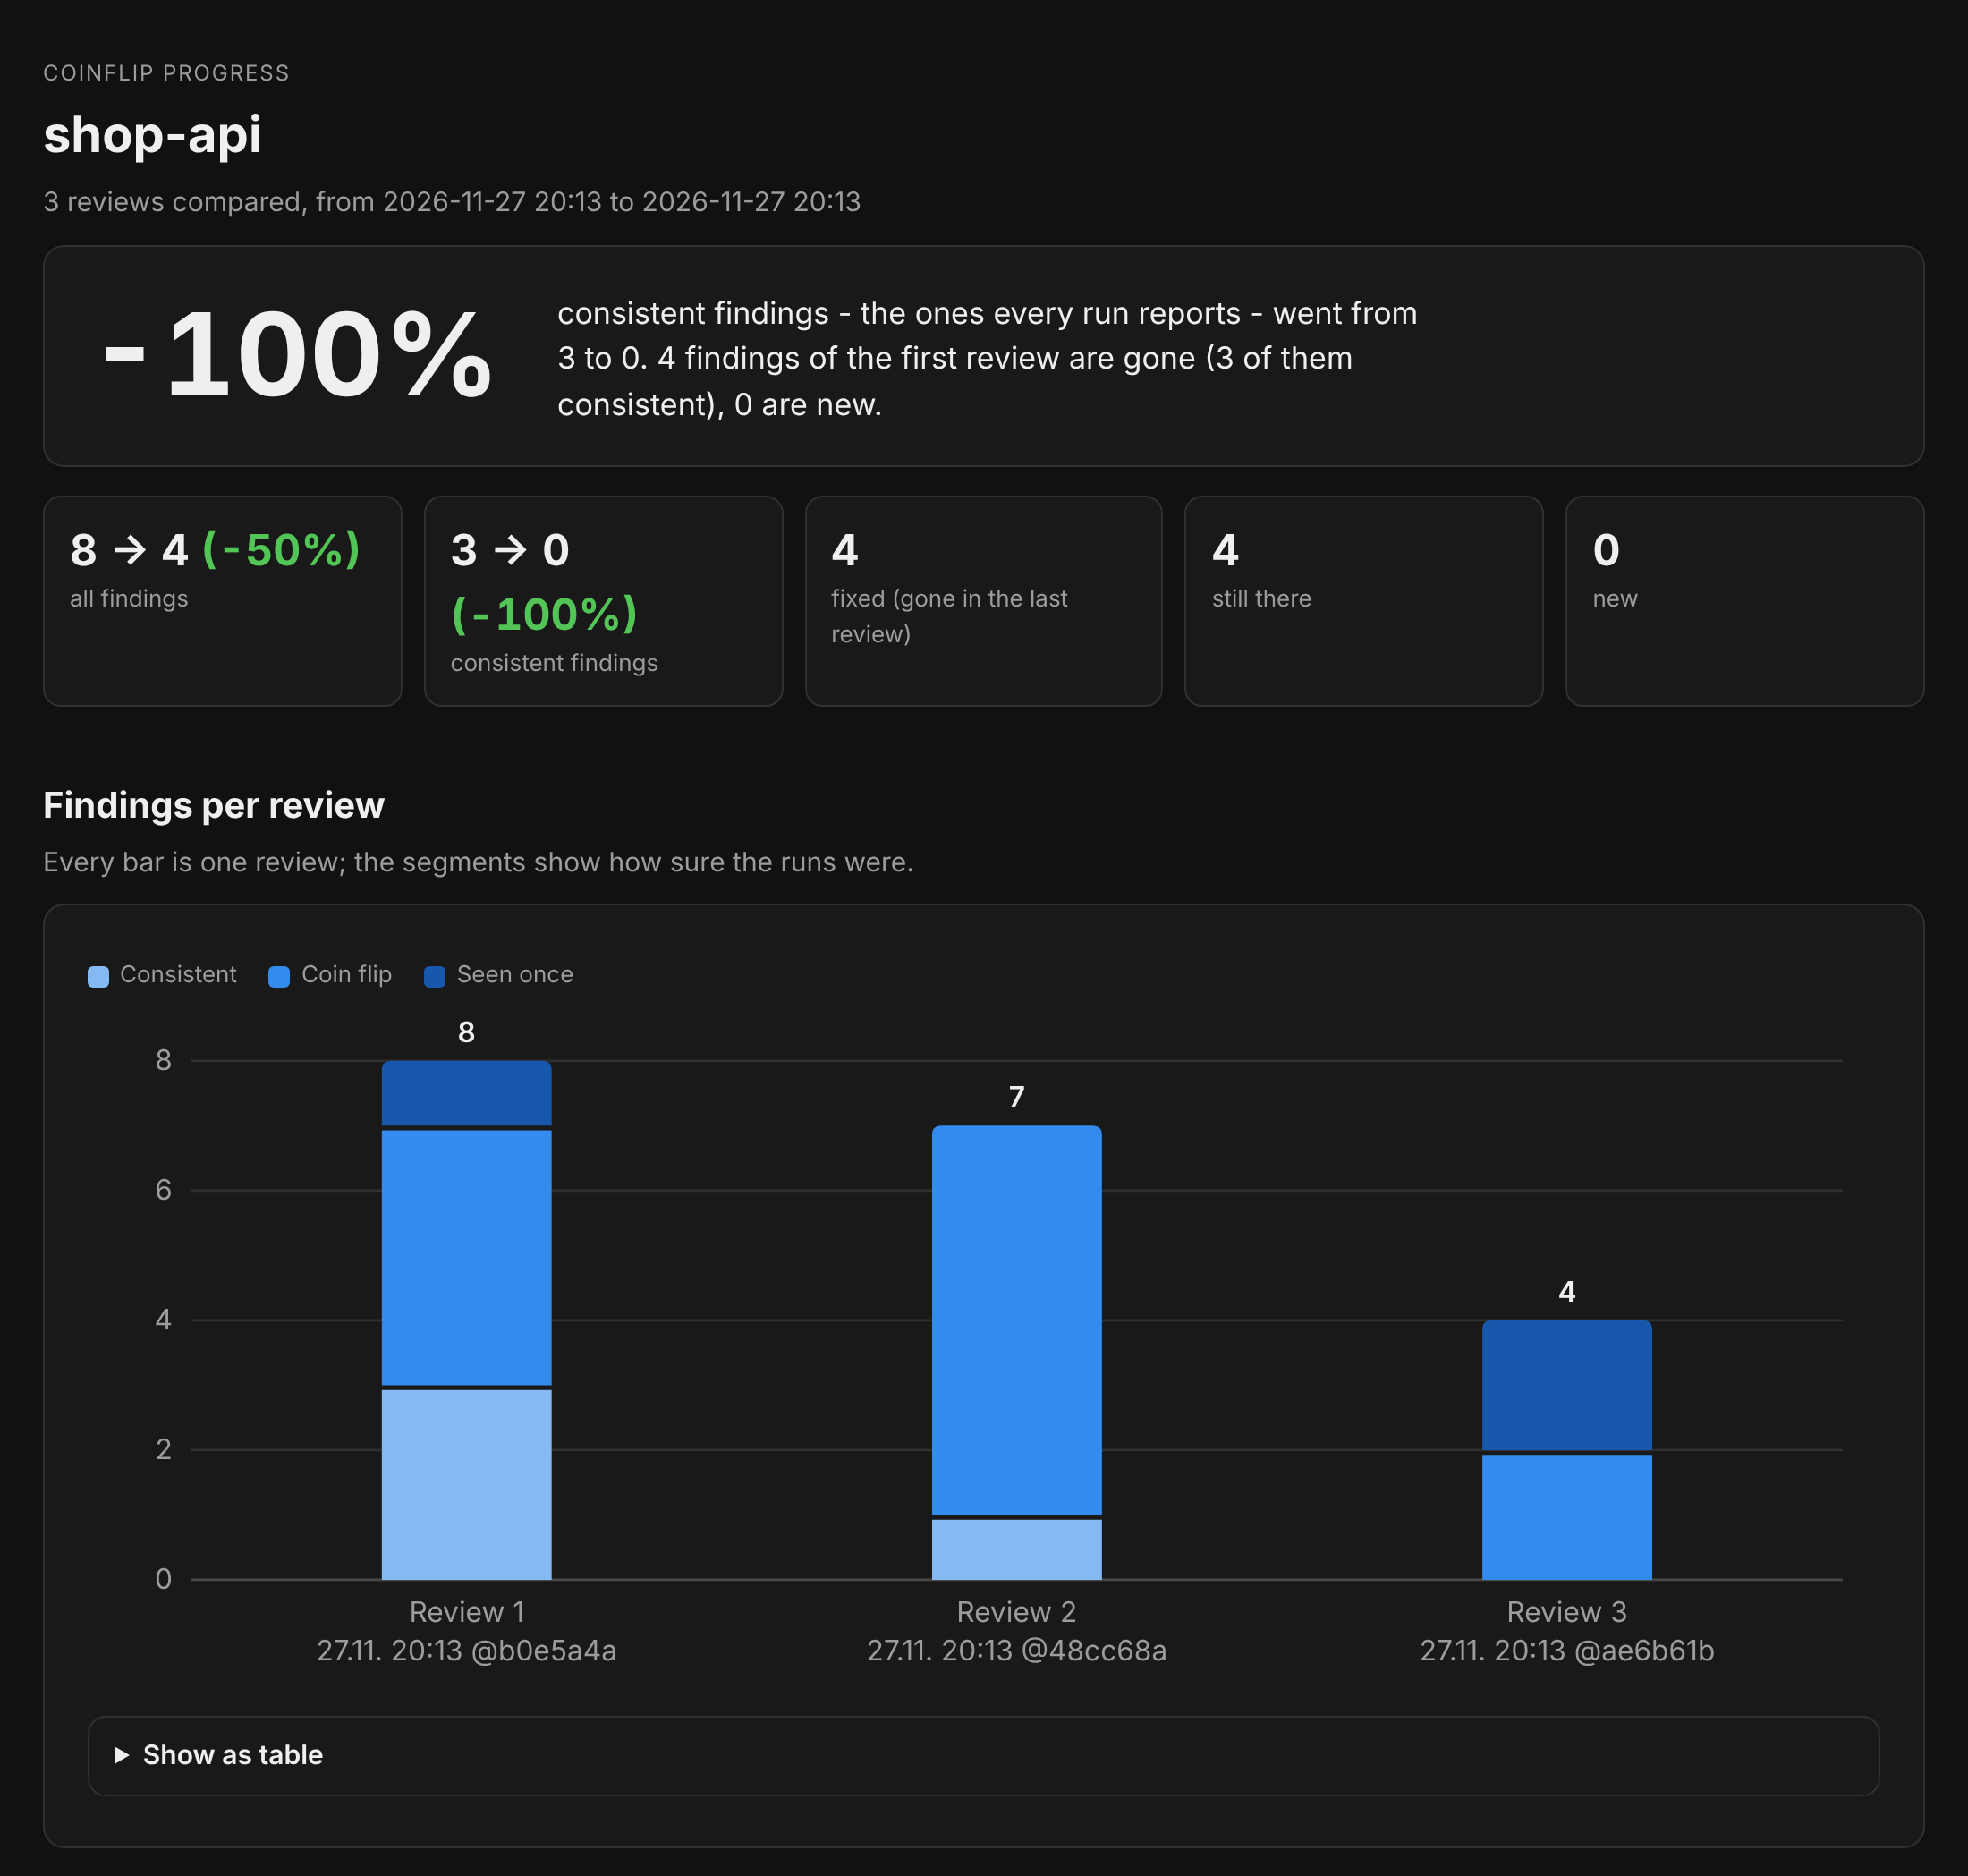 COINFLIP PROGRESS
shop-api
3 reviews compared, from 2026-11-27 20:13 to 2026-11-27 20:13
-100%
consistent findings - the ones every run reports - went from
3 to 0. 4 findings of the first review are gone (3 of them
consistent), 0 are new.
8 → 4 (-50%)
all findings
3 → 0
(-100%)
consistent findings
4
fixed (gone in the last
review)
4
still there
0
new
Findings per review
Every bar is one review; the segments show how sure the runs were.
Consistent
Coin flip
Seen once
8
7
4
8
6
4
2
0
Review 1
27.11. 20:13 @b0e5a4a
Review 2
27.11. 20:13 @48cc68a
Review 3
27.11. 20:13 @ae6b61b
Show as table